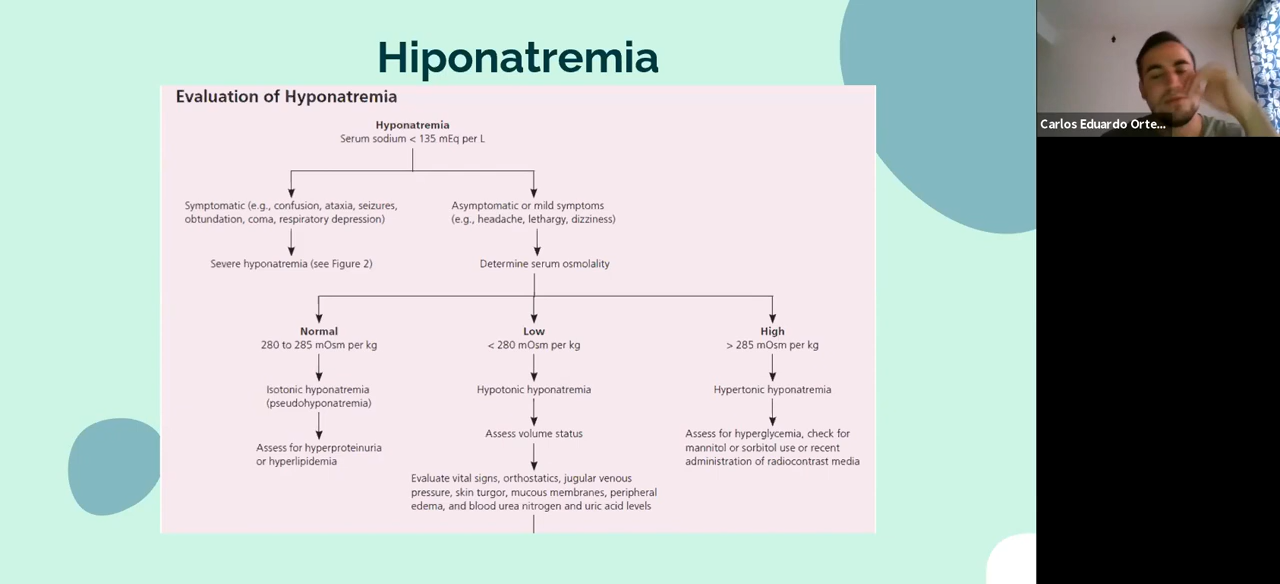 Hiponatremia
Evaluation of Hyponatremia
Hyponatremia
Serum sodium < 135 mEq per L
Symptomatic (e.g., confusion, ataxia, seizures,
obtundation, coma, respiratory depression)
Asymptomatic or mild symptoms
(e.g., headache, lethargy, dizziness)
Severe hyponatremia (see Figure 2)
Determine serum osmolality
Normal
280 to 285 mOsm per kg
Low
< 280 mOsm per kg
High
> 285 mOsm per kg
Isotonic hyponatremia
(pseudohyponatremia)
Hypotonic hyponatremia
Hypertonic hyponatremia
Assess for hyperproteinuria
or hyperlipidemia
Assess volume status
Assess for hyperglycemia, check for
mannitol or sorbitol use or recent
administration of radiocontrast media
Evaluate vital signs, orthostatics, jugular venous
pressure, skin turgor, mucous membranes, peripheral
edema, and blood urea nitrogen and uric acid levels
Carlos Eduardo Orte...